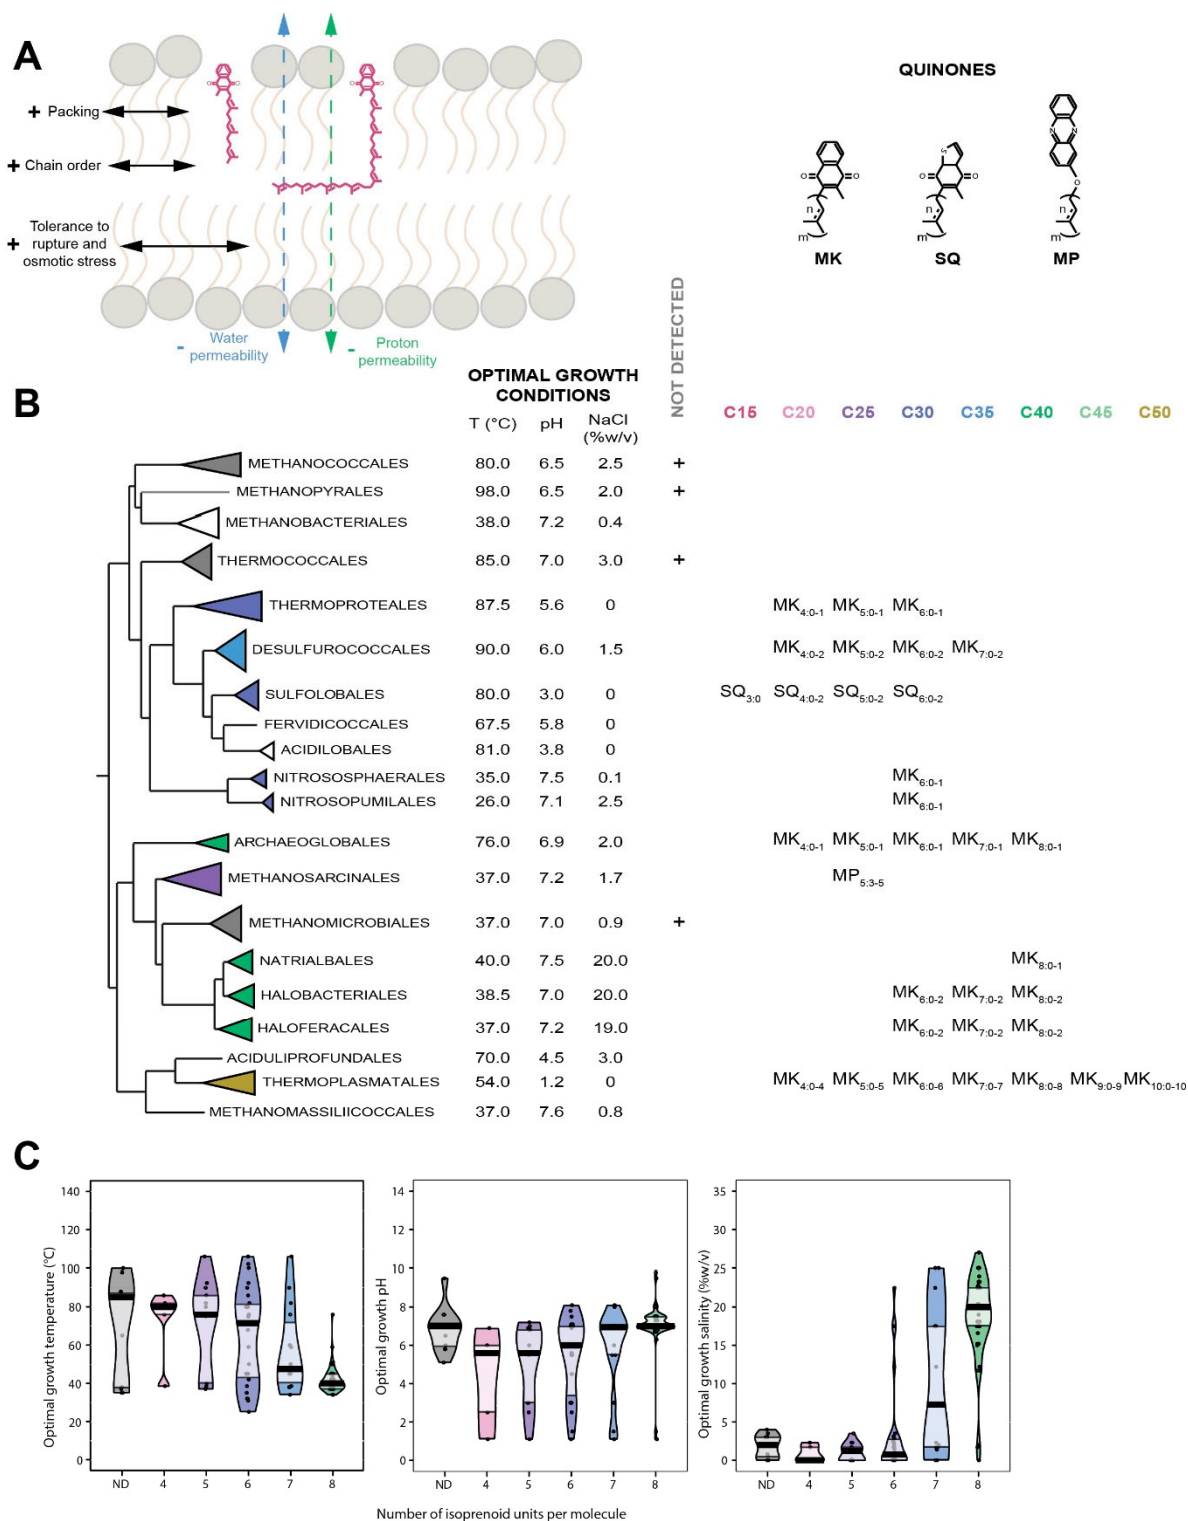 A
+ Packing
+ Chain order
+ Tolerance to
rupture and
osmotic stress
- Water
permeability
- Proton
permeability
QUINONES
MK
SQ
MP
n
m
n
m
n
m
O
O
S
O
O
N
N
O
B
OPTIMAL GROWTH
CONDITIONS
T (°C) pH NaCl
(%w/v)
NOT DETECTED
C15 C20 C25 C30 C35 C40 C45 C50
METHANOCOCCALES 80.0 6.5 2.5 +
METHANOPYRALES 98.0 6.5 2.0 +
METHANOBACTERIALES 38.0 7.2 0.4
THERMOCOCCALES 85.0 7.0 3.0 +
THERMOPROTEALES 87.5 5.6 0 MK4:0-1 MK5:0-1 MK6:0-1
DESULFUROCOCCALES 90.0 6.0 1.5 MK4:0-2 MK5:0-2 MK6:0-2 MK7:0-2
SULFOLOBALES 80.0 3.0 0 SQ3:0 SQ4:0-2 SQ5:0-2 SQ6:0-2
FERVIDICOCCALES 67.5 5.8 0
ACIDILOBALES 81.0 3.8 0
NITROSOSPHAERALES 35.0 7.5 0.1 MK6:0-1
NITROSOPUMILALES 26.0 7.1 2.5 MK6:0-1
ARCHAEOGLOBALES 76.0 6.9 2.0 MK4:0-1 MK5:0-1 MK6:0-1 MK7:0-1 MK8:0-1
METHANOSARCINALES 37.0 7.2 1.7 MP5:3-5
METHANOMICROBIALES 37.0 7.0 0.9 +
NATRIALBALES 40.0 7.5 20.0 MK8:0-1
HALOBACTERIALES 38.5 7.0 20.0 MK6:0-2 MK7:0-2 MK8:0-2
HALOFERACALES 37.0 7.2 19.0 MK6:0-2 MK7:0-2 MK8:0-2
ACIDULIPROFUNDALES 70.0 4.5 3.0
THERMOPLASMATALES 54.0 1.2 0 MK4:0-4 MK5:0-5 MK6:0-6 MK7:0-7 MK8:0-8 MK9:0-9 MK10:0-10
METHANOMASSILIICOCCALES 37.0 7.6 0.8
C
Optimal growth temperature (°C)
140
120
100
80
60
40
20
0
ND 4 5 6 7 8
Optimal growth pH
14
12
10
8
6
4
2
0
ND 4 5 6 7 8
Optimal growth salinity (%w/v)
35
30
25
20
15
10
5
0
ND 4 5 6 7 8
Number of isoprenoid units per molecule